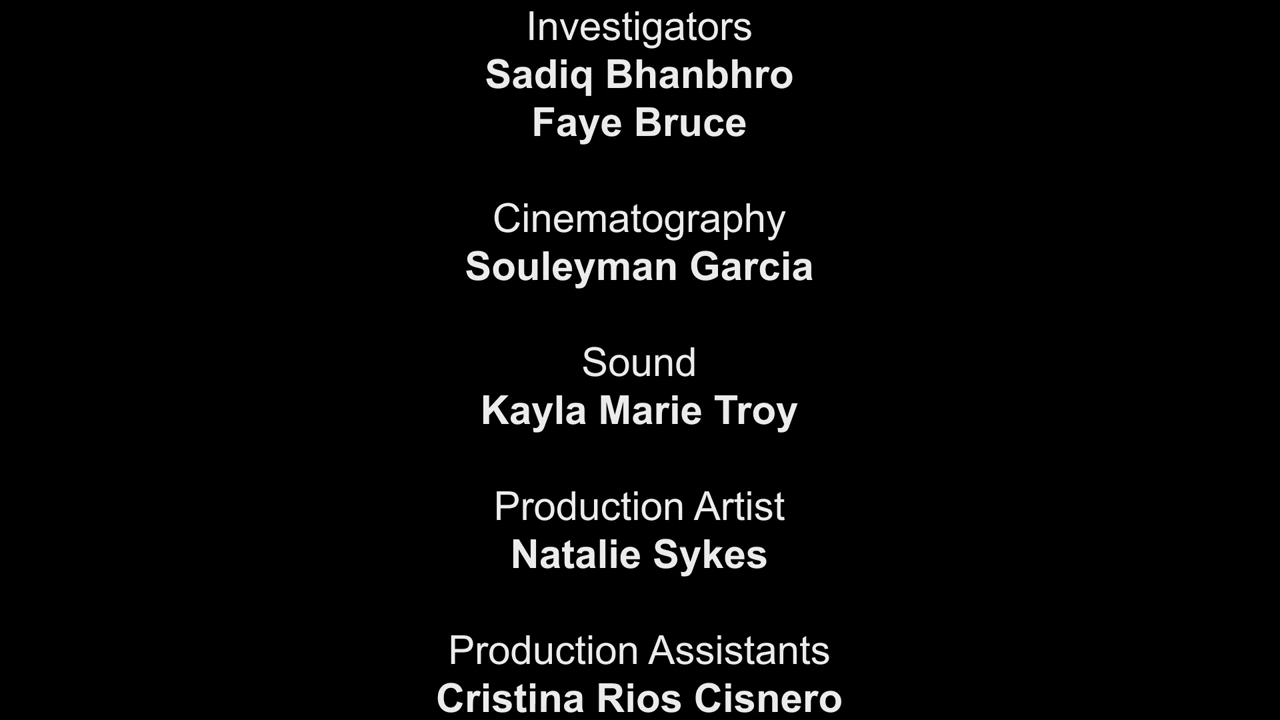 Investigators
Sadiq Bhanbhro
Faye Bruce
Cinematography
Souleyman Garcia
Sound
Kayla Marie Troy
Production Artist
Natalie Sykes
Production Assistants
Cristina Rios Cisnero